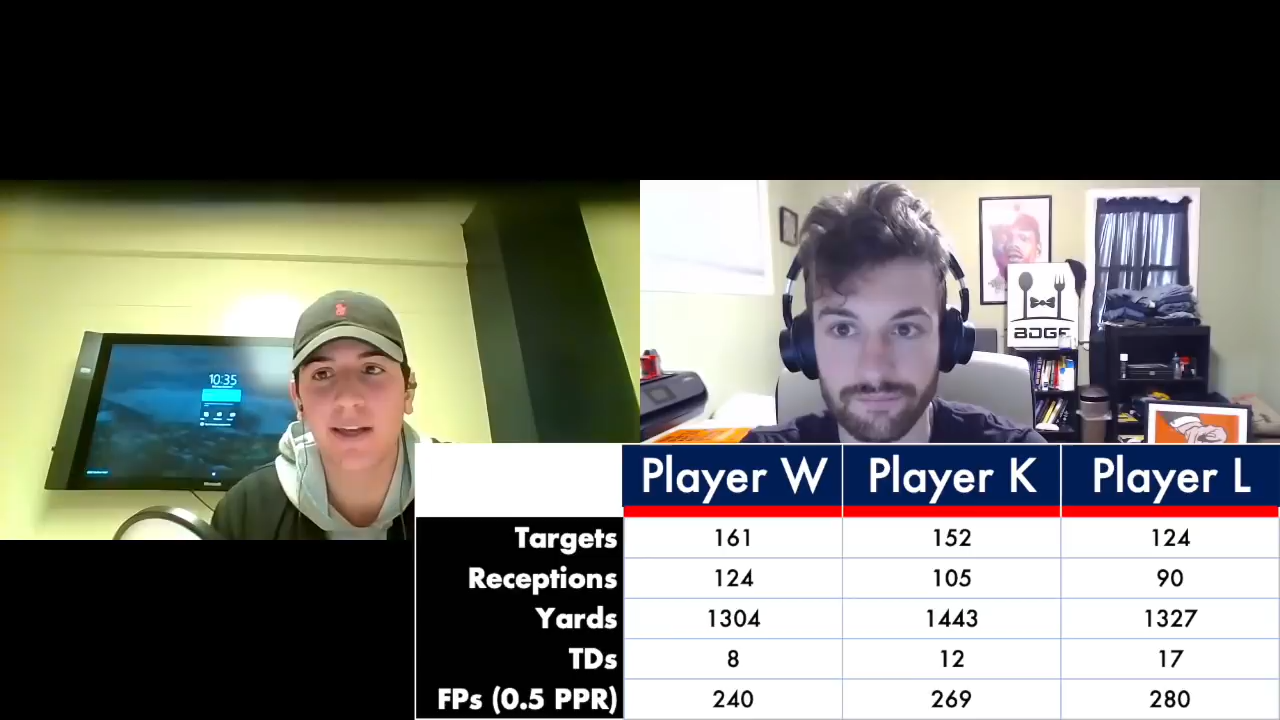 10:35
BDGE
Player W Player K Player L
Targets 161 152 124
Receptions 124 105 90
Yards 1304 1443 1327
TDs 8 12 17
FPs (0.5 PPR) 240 269 280